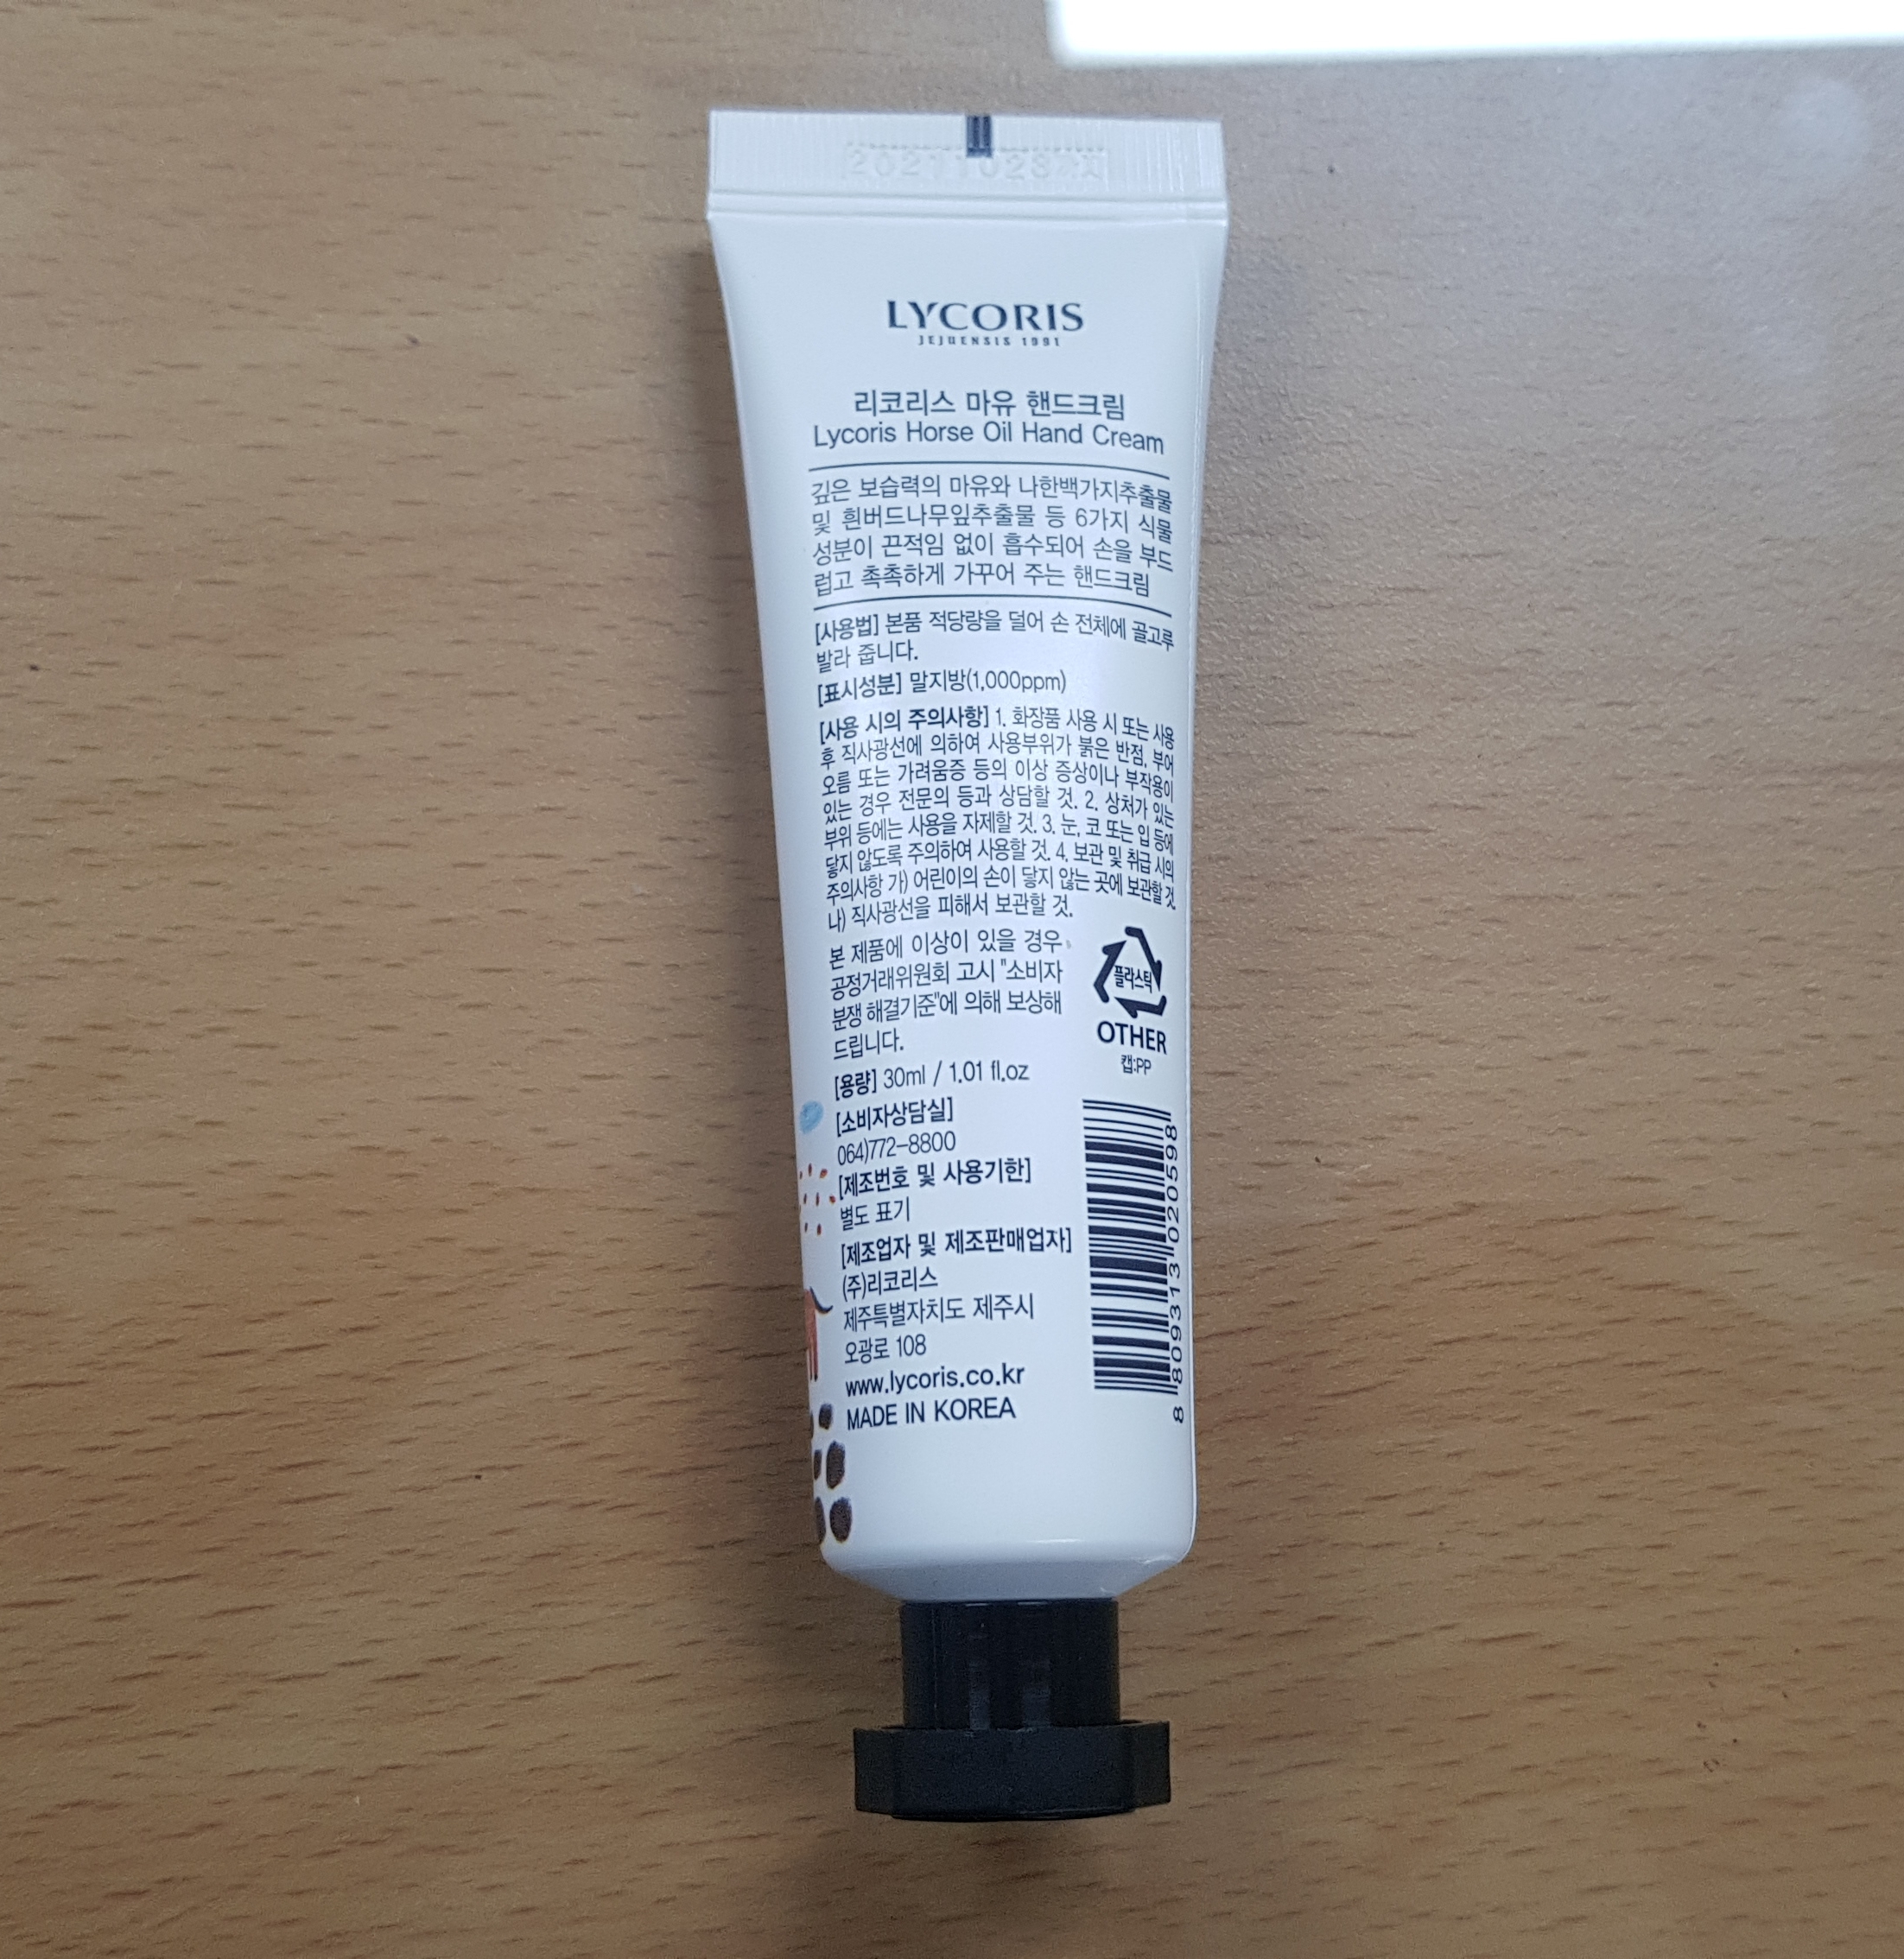 LYCORIS
JEJUENSIS 1991
리코리스 마유 핸드크림
Lycoris Horse Oil Hand Cream
깊은 보습력의 마유와 나한백가지추출물
및 흰버드나무잎추출물 등 6가지 식물
성분이 끈적임 없이 흡수되어 손을 부드
럽고 촉촉하게 가꾸어 주는 핸드크림
[사용법] 본품 적당량을 덜어 손 전체에 골고루
발라 줍니다.
[표시성분] 말지방(1,000ppm)
[사용 시의 주의사항] 1. 화장품 사용 시 또는 사용
후 직사광선에 의하여 사용부위가 붉은 반점, 부어
오름 또는 가려움증 등의 이상 증상이나 부작용이
있는 경우 전문의 등과 상담할 것. 2. 상처가 있는
부위 등에는 사용을 자제할 것. 3. 눈, 코 또는 입 등에
닿지 않도록 주의하여 사용할 것. 4. 보관 및 취급 시의
주의사항 가) 어린이의 손이 닿지 않는 곳에 보관할 것.
나) 직사광선을 피해서 보관할 것.
본 제품에 이상이 있을 경우
공정거래위원회 고시 "소비자
분쟁 해결기준"에 의해 보상해
드립니다.
플라스틱
OTHER
캡:PP
[용량] 30ml / 1.01 fl.oz
[소비자상담실]
064)772-8800
[제조번호 및 사용기한]
별도 표기
[제조업자 및 제조판매업자]
(주)리코리스
제주특별자치도 제주시
오광로 108
www.lycoris.co.kr
MADE IN KOREA
8 809313 020598